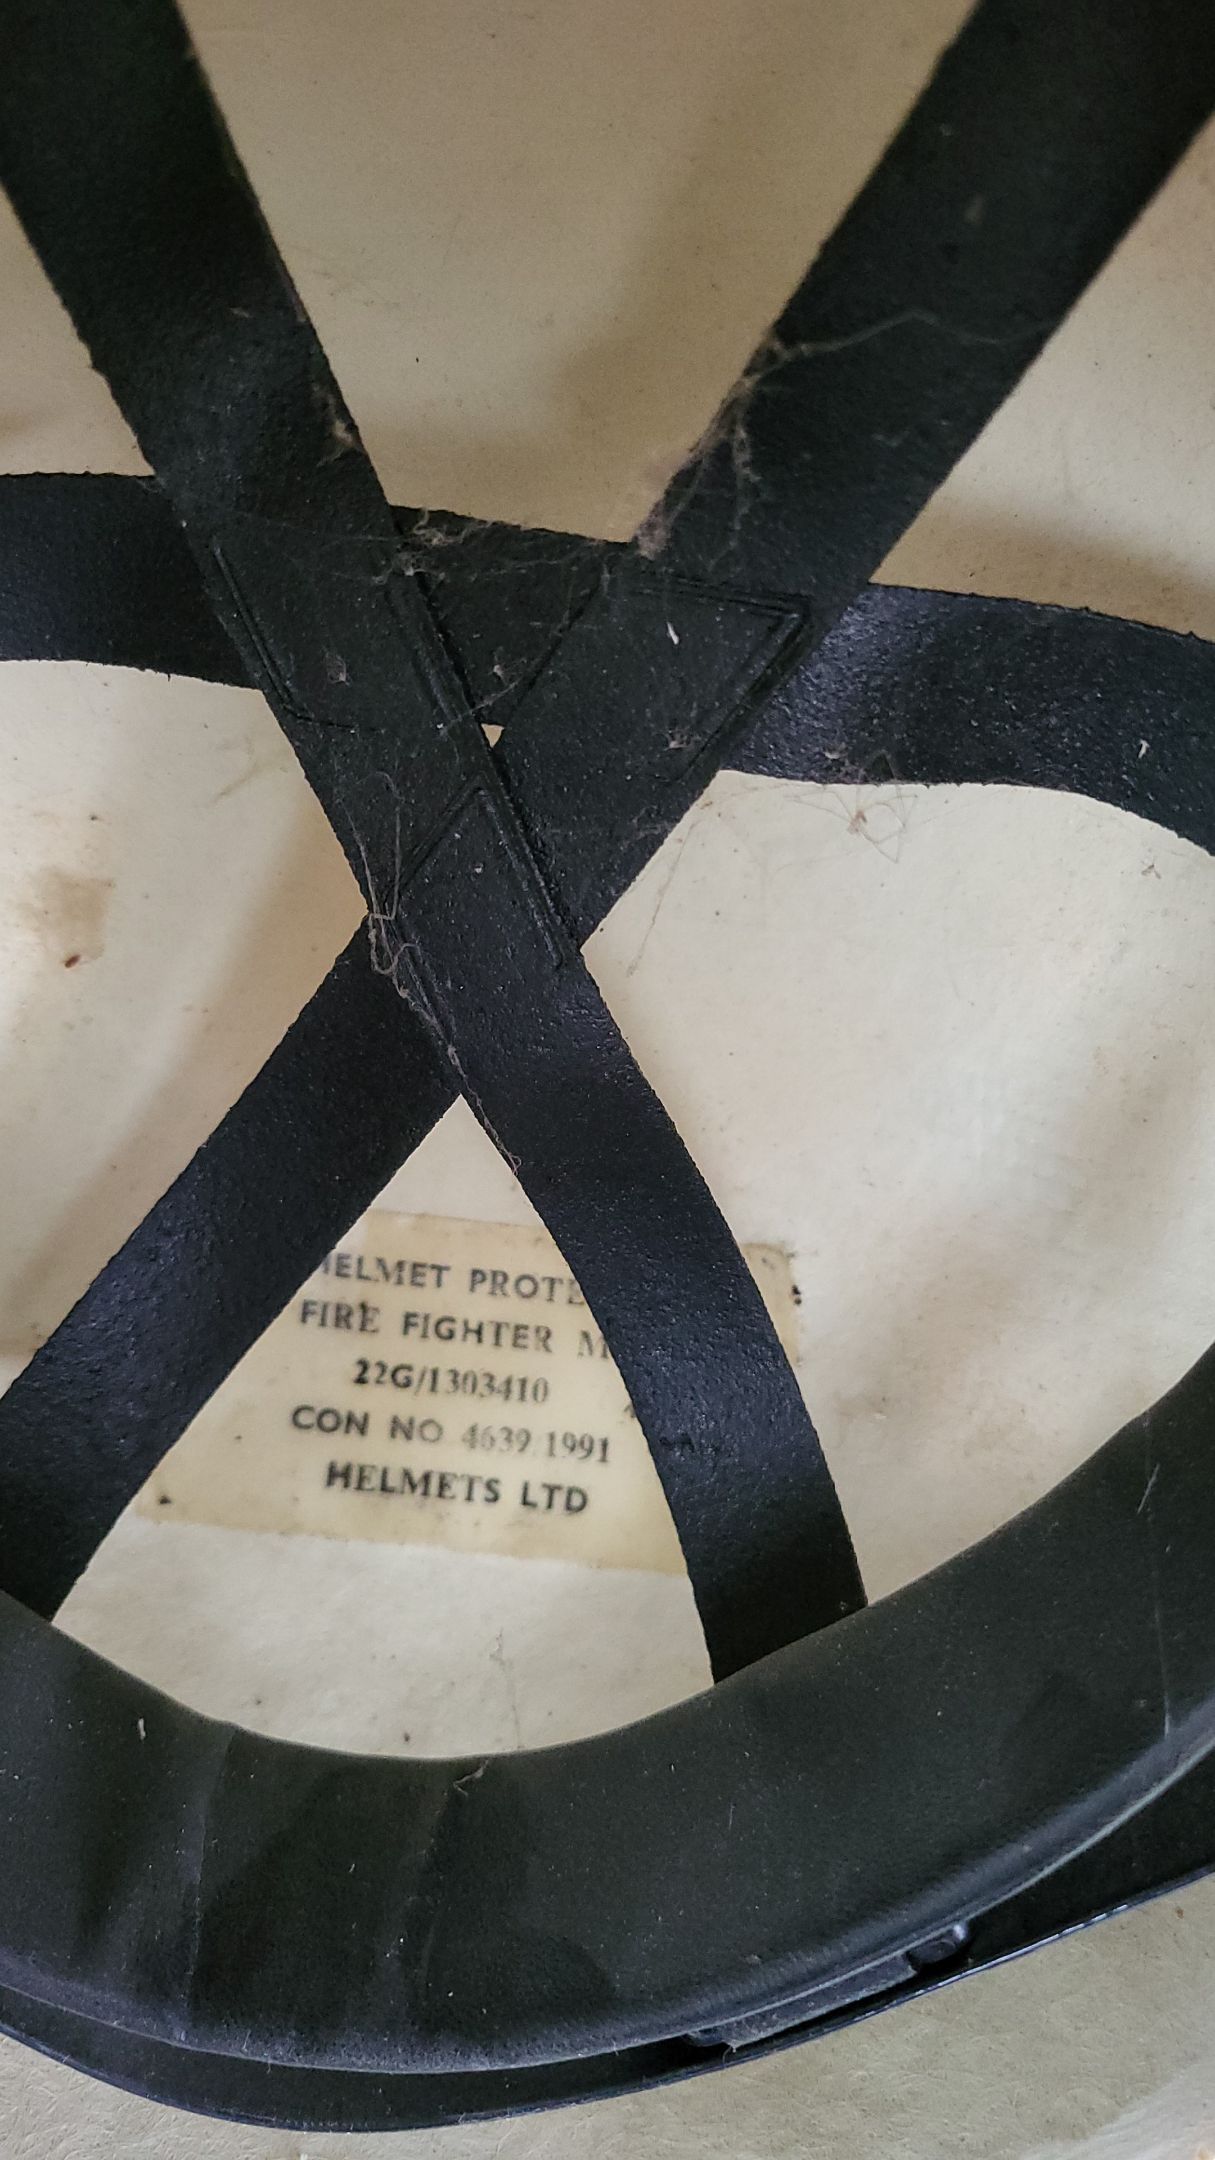 HELMET PROTE
FIRE FIGHTER M
22G/1303410
CON NO 4639/1991
HELMETS LTD